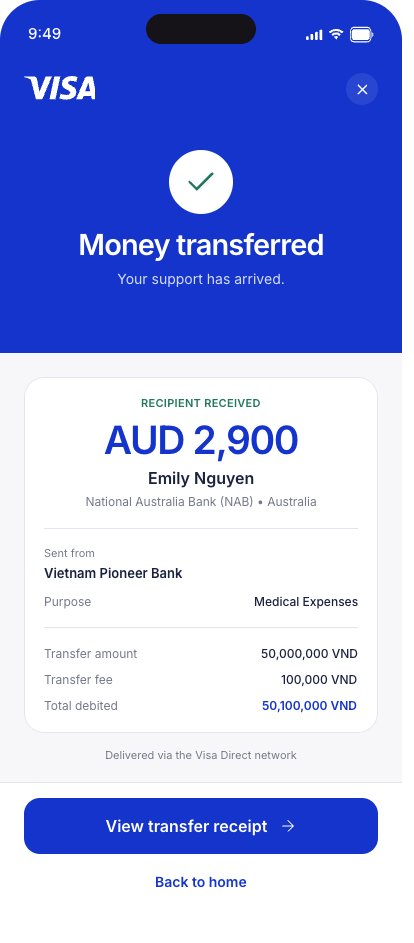 9:49
VISA
Money transferred
Your support has arrived.
RECIPIENT RECEIVED
AUD 2,900
Emily Nguyen
National Australia Bank (NAB) • Australia
Sent from
Vietnam Pioneer Bank
Purpose Medical Expenses
Transfer amount 50,000,000 VND
Transfer fee 100,000 VND
Total debited 50,100,000 VND
Delivered via the Visa Direct network
View transfer receipt →
Back to home